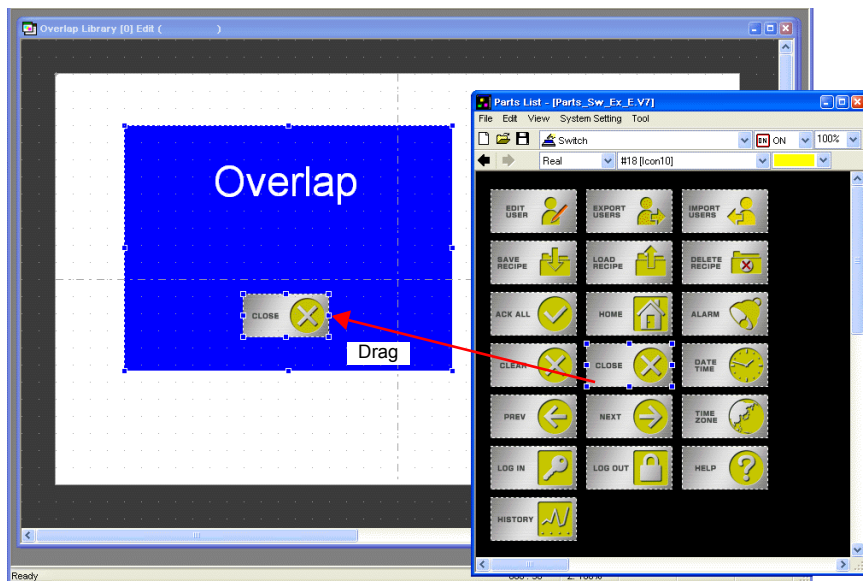 Overlap Library [0] Edit ( )
Overlap
CLOSE
Drag
Parts List - [Parts_Sw_Ex_E.V7]
File Edit View System Setting Tool
Switch
ON
100%
Real
#18 [Icon10]
EDIT USER
EXPORT USERS
IMPORT USERS
SAVE RECIPE
LOAD RECIPE
DELETE RECIPE
ACK ALL
HOME
ALARM
CLEAR
CLOSE
DATE TIME
PREV
NEXT
TIME ZONE
LOG IN
LOG OUT
HELP
HISTORY
Ready